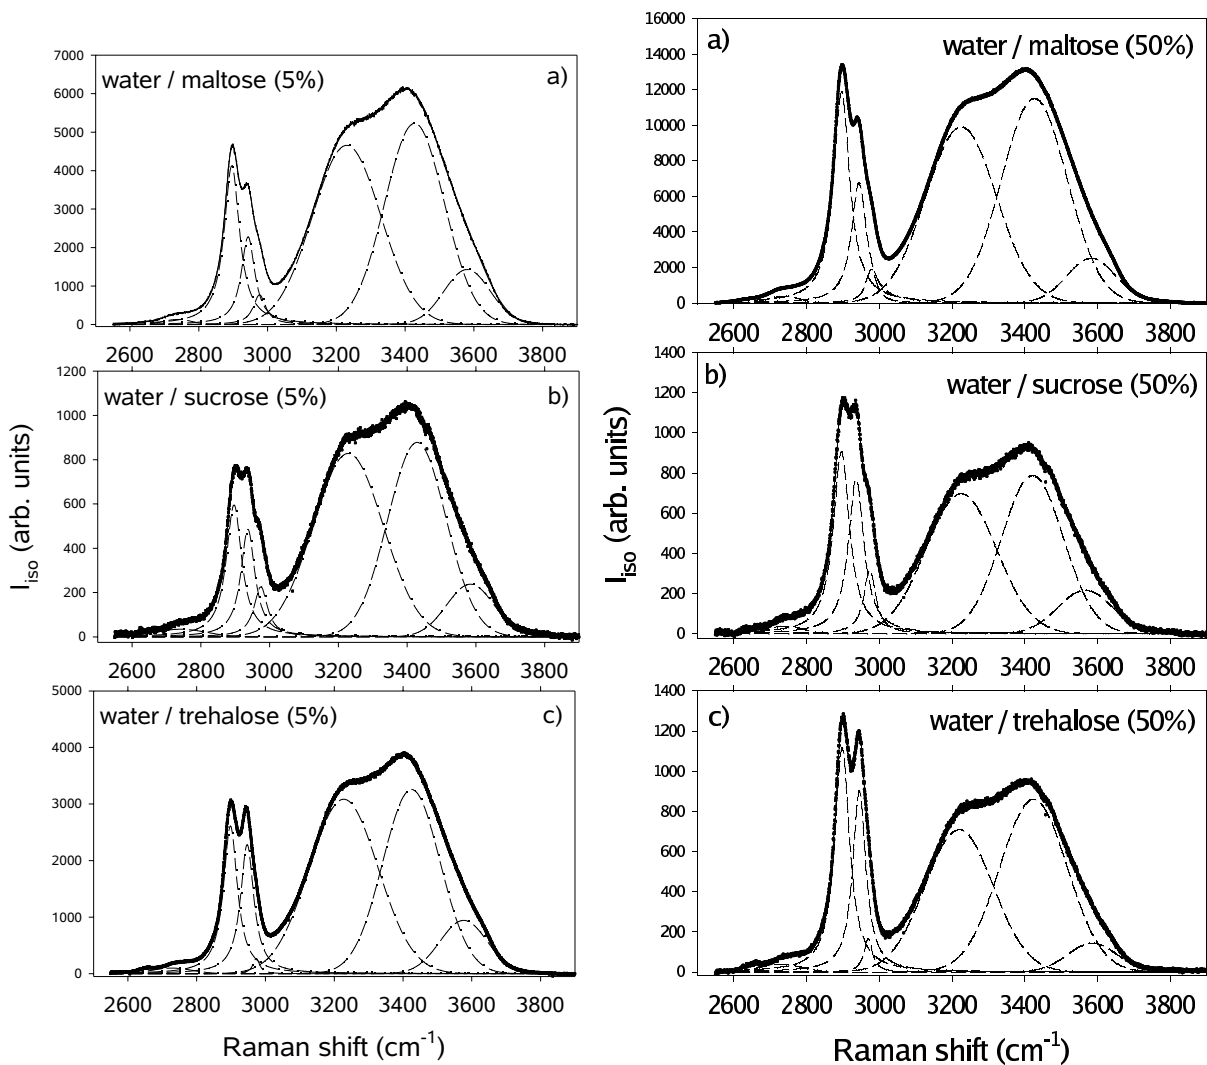 water / maltose (5%) a)
7000
6000
5000
4000
3000
2000
1000
0
2600 2800 3000 3200 3400 3600 3800
water / sucrose (5%) b)
1200
1000
800
600
400
200
0
2600 2800 3000 3200 3400 3600 3800
water / trehalose (5%) c)
5000
4000
3000
2000
1000
0
2600 2800 3000 3200 3400 3600 3800
I_iso (arb. units)
Raman shift (cm⁻¹)
a) water / maltose (50%)
16000
14000
12000
10000
8000
6000
4000
2000
0
2600 2800 3000 3200 3400 3600 3800
b) water / sucrose (50%)
1400
1200
1000
800
600
400
200
0
2600 2800 3000 3200 3400 3600 3800
c) water / trehalose (50%)
1400
1200
1000
800
600
400
200
0
2600 2800 3000 3200 3400 3600 3800
I_iso (arb. units)
Raman shift (cm⁻¹)